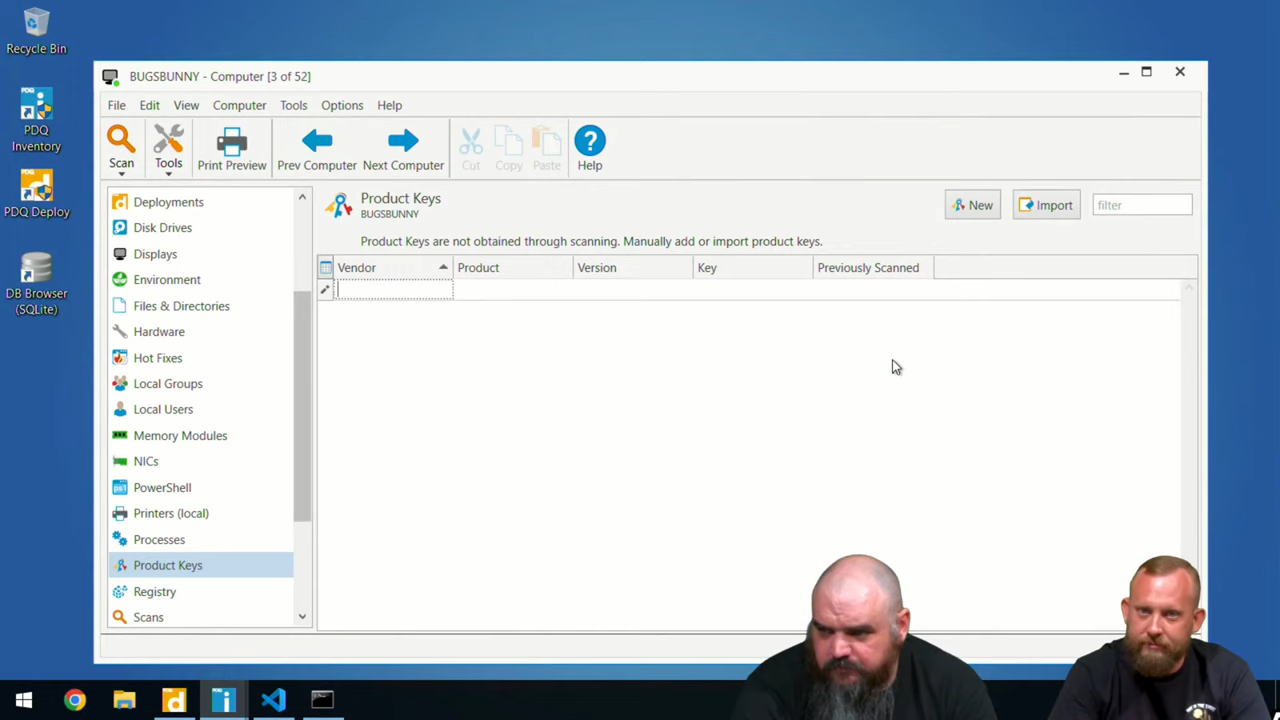 Recycle Bin
PDQ Inventory
PDQ Deploy
DB Browser (SQLite)
BUGSBUNNY - Computer [3 of 52]
File Edit View Computer Tools Options Help
Scan Tools Print Preview Prev Computer Next Computer Cut Copy Paste Help
Deployments
Disk Drives
Displays
Environment
Files & Directories
Hardware
Hot Fixes
Local Groups
Local Users
Memory Modules
NICs
PowerShell
Printers (local)
Processes
Product Keys
Registry
Scans
Product Keys
BUGSBUNNY
New Import filter
Product Keys are not obtained through scanning. Manually add or import product keys.
Vendor Product Version Key Previously Scanned